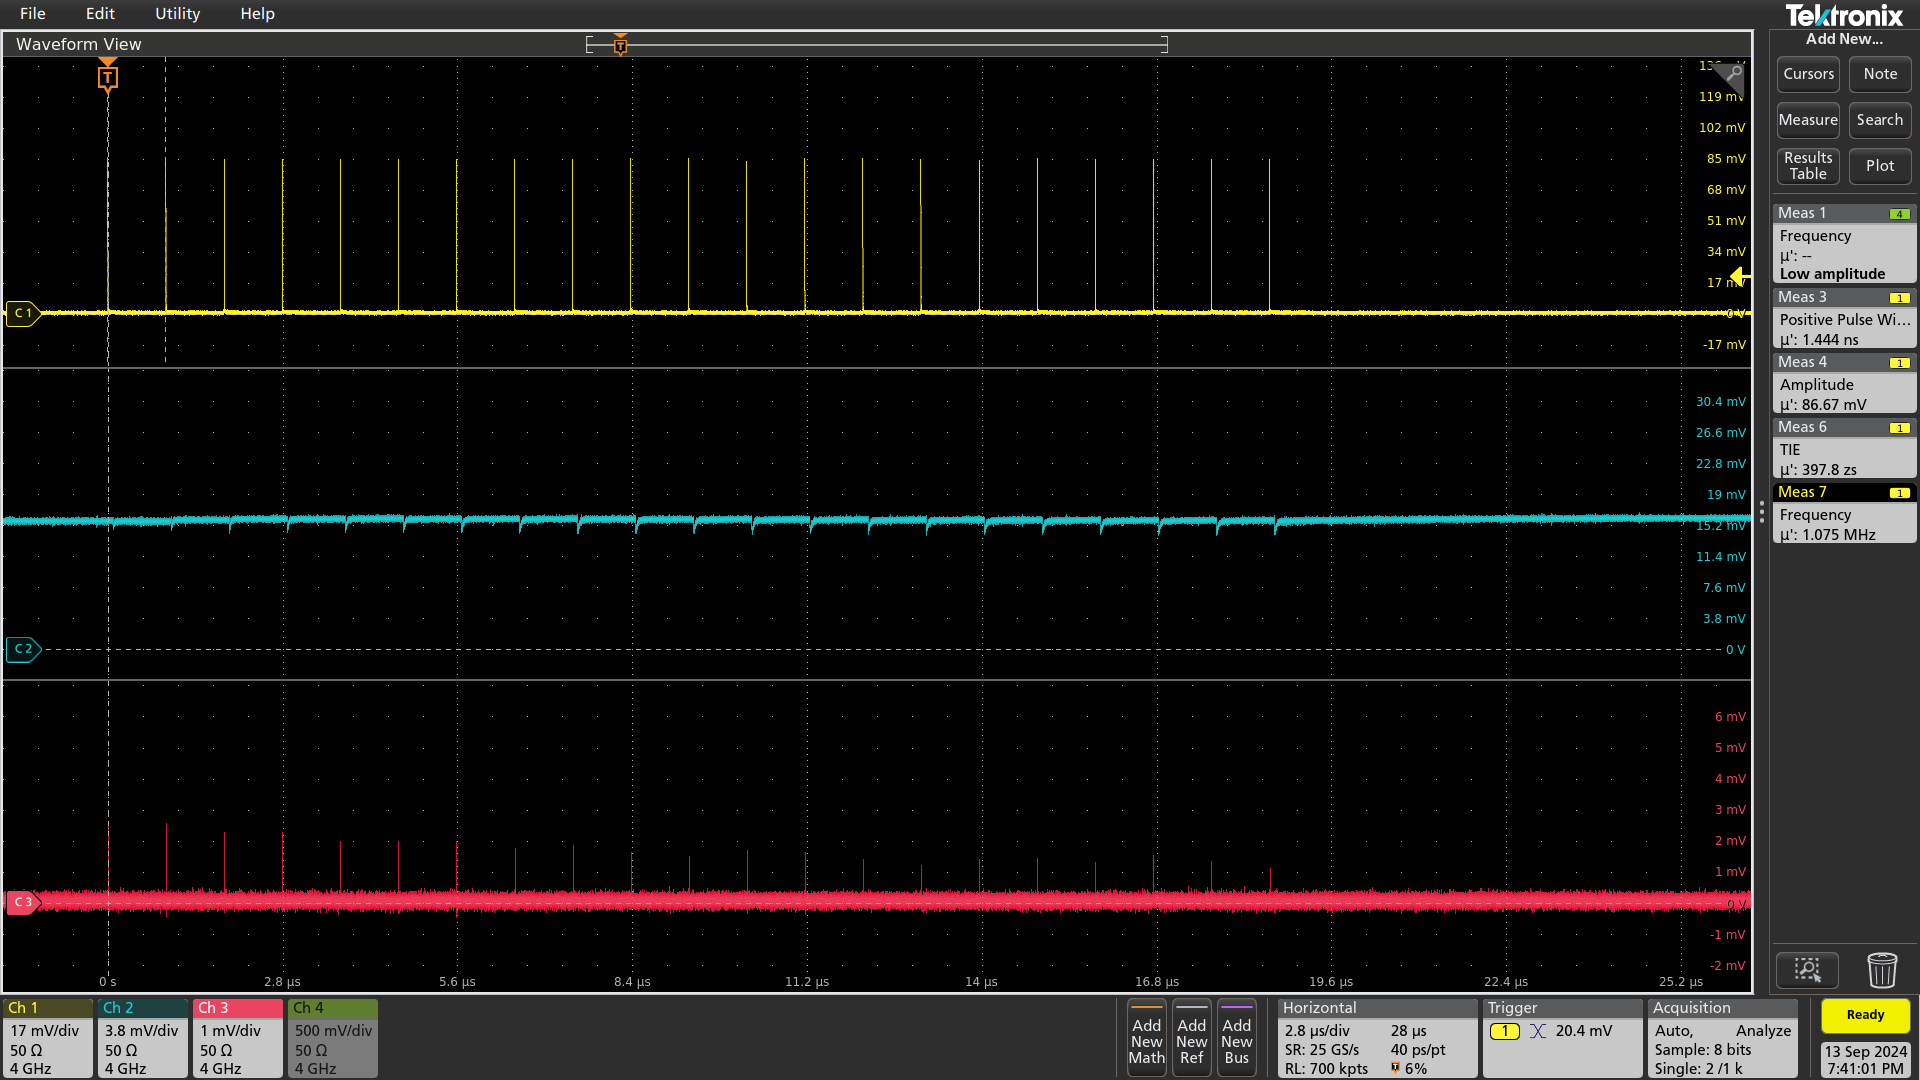 File Edit Utility Help
Tektronix
Waveform View
Add New...
T
T
Cursors Note
Measure Search
Results Table Plot
119 mV
102 mV
85 mV
68 mV
51 mV
34 mV
17 mV
0 V
-17 mV
C 1
30.4 mV
26.6 mV
22.8 mV
19 mV
15.2 mV
11.4 mV
7.6 mV
3.8 mV
0 V
C 2
6 mV
5 mV
4 mV
3 mV
2 mV
1 mV
0 V
-1 mV
-2 mV
C 3
0 s 2.8 µs 5.6 µs 8.4 µs 11.2 µs 14 µs 16.8 µs 19.6 µs 22.4 µs 25.2 µs
Meas 1 4
Frequency
µ': --
Low amplitude
Meas 3 1
Positive Pulse Wi...
µ': 1.444 ns
Meas 4 1
Amplitude
µ': 86.67 mV
Meas 6 1
TIE
µ': 397.8 zs
Meas 7 1
Frequency
µ': 1.075 MHz
Ch 1
17 mV/div
50 Ω
4 GHz
Ch 2
3.8 mV/div
50 Ω
4 GHz
Ch 3
1 mV/div
50 Ω
4 GHz
Ch 4
500 mV/div
50 Ω
4 GHz
Add New Math
Add New Ref
Add New Bus
Horizontal
2.8 µs/div 28 µs
SR: 25 GS/s 40 ps/pt
RL: 700 kpts 6%
Trigger
1 20.4 mV
Acquisition
Auto, Analyze
Sample: 8 bits
Single: 2 /1 k
Ready
13 Sep 2024
7:41:01 PM